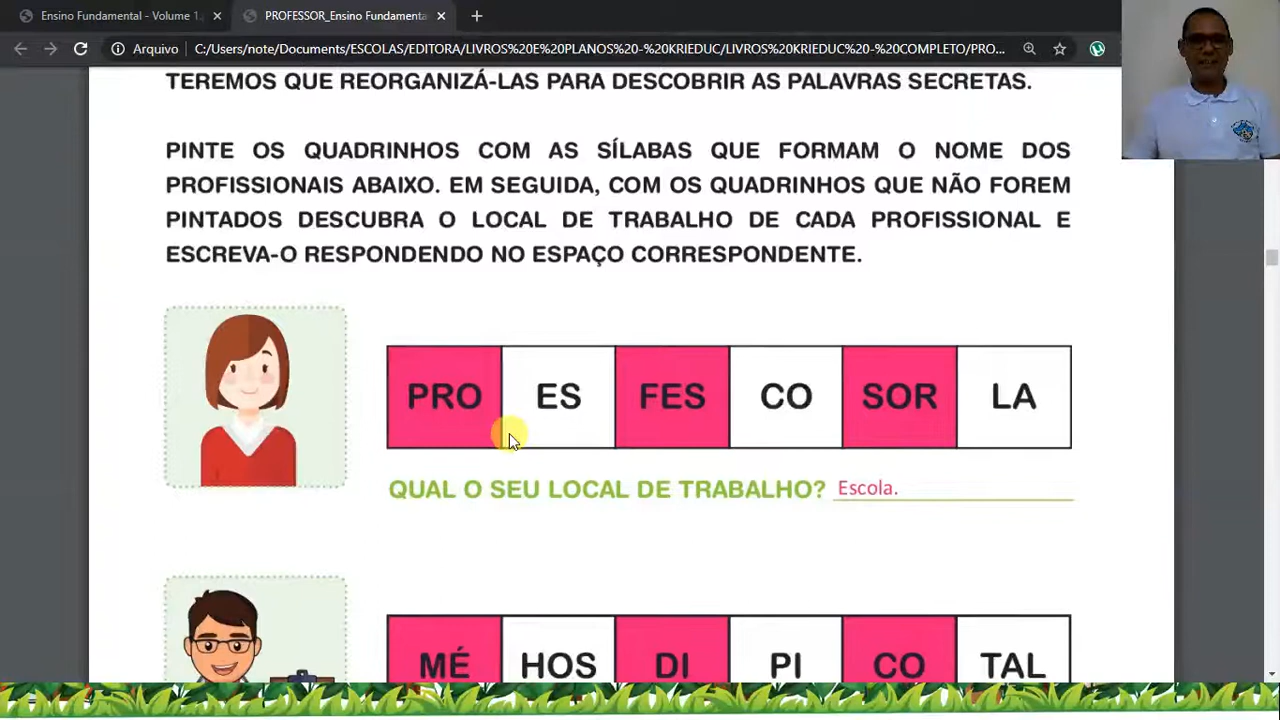 Ensino Fundamental - Volume 1.
PROFESSOR_Ensino Fundamenta
Arquivo
C:/Users/note/Documents/ESCOLAS/EDITORA/LIVROS%20E%20PLANOS%20-%20KRIEDUC/LIVROS%20KRIEDUC%20-%20COMPLETO/PRO...
TEREMOS QUE REORGANIZÁ-LAS PARA DESCOBRIR AS PALAVRAS SECRETAS.
PINTE OS QUADRINHOS COM AS SÍLABAS QUE FORMAM O NOME DOS
PROFISSIONAIS ABAIXO. EM SEGUIDA, COM OS QUADRINHOS QUE NÃO FOREM
PINTADOS DESCUBRA O LOCAL DE TRABALHO DE CADA PROFISSIONAL E
ESCREVA-O RESPONDENDO NO ESPAÇO CORRESPONDENTE.
PRO ES FES CO SOR LA
QUAL O SEU LOCAL DE TRABALHO? Escola.
MÉ HOS DI PI CO TAL